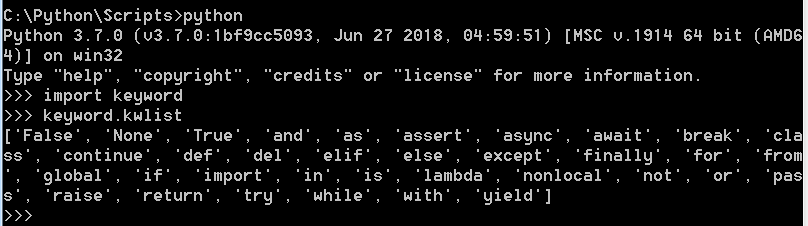 C:\Python\Scripts>python
Python 3.7.0 (v3.7.0:1bf9cc5093, Jun 27 2018, 04:59:51) [MSC v.1914 64 bit (AMD6
4)] on win32
Type "help", "copyright", "credits" or "license" for more information.
>>> import keyword
>>> keyword.kwlist
['False', 'None', 'True', 'and', 'as', 'assert', 'async', 'await', 'break', 'cla
ss', 'continue', 'def', 'del', 'elif', 'else', 'except', 'finally', 'for', 'from
', 'global', 'if', 'import', 'in', 'is', 'lambda', 'nonlocal', 'not', 'or', 'pas
s', 'raise', 'return', 'try', 'while', 'with', 'yield']
>>>